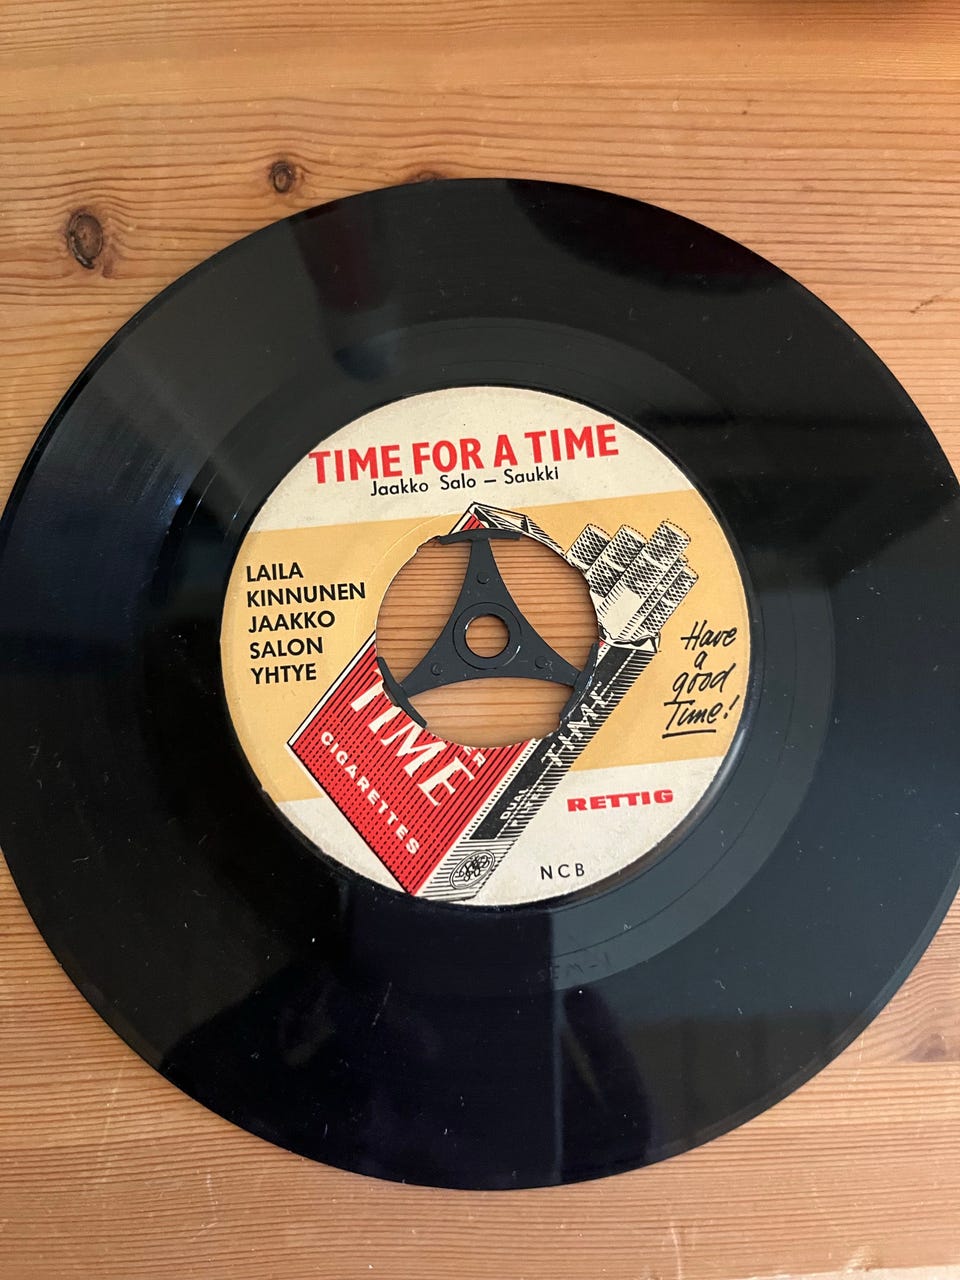 TIME FOR A TIME
Jaakko Salo – Saukki
LAILA
KINNUNEN
JAAKKO
SALON
YHTYE
Have
a
good
Time!
TIME
CIGARETTES
TIME
DUAL
RETTIG
NCB